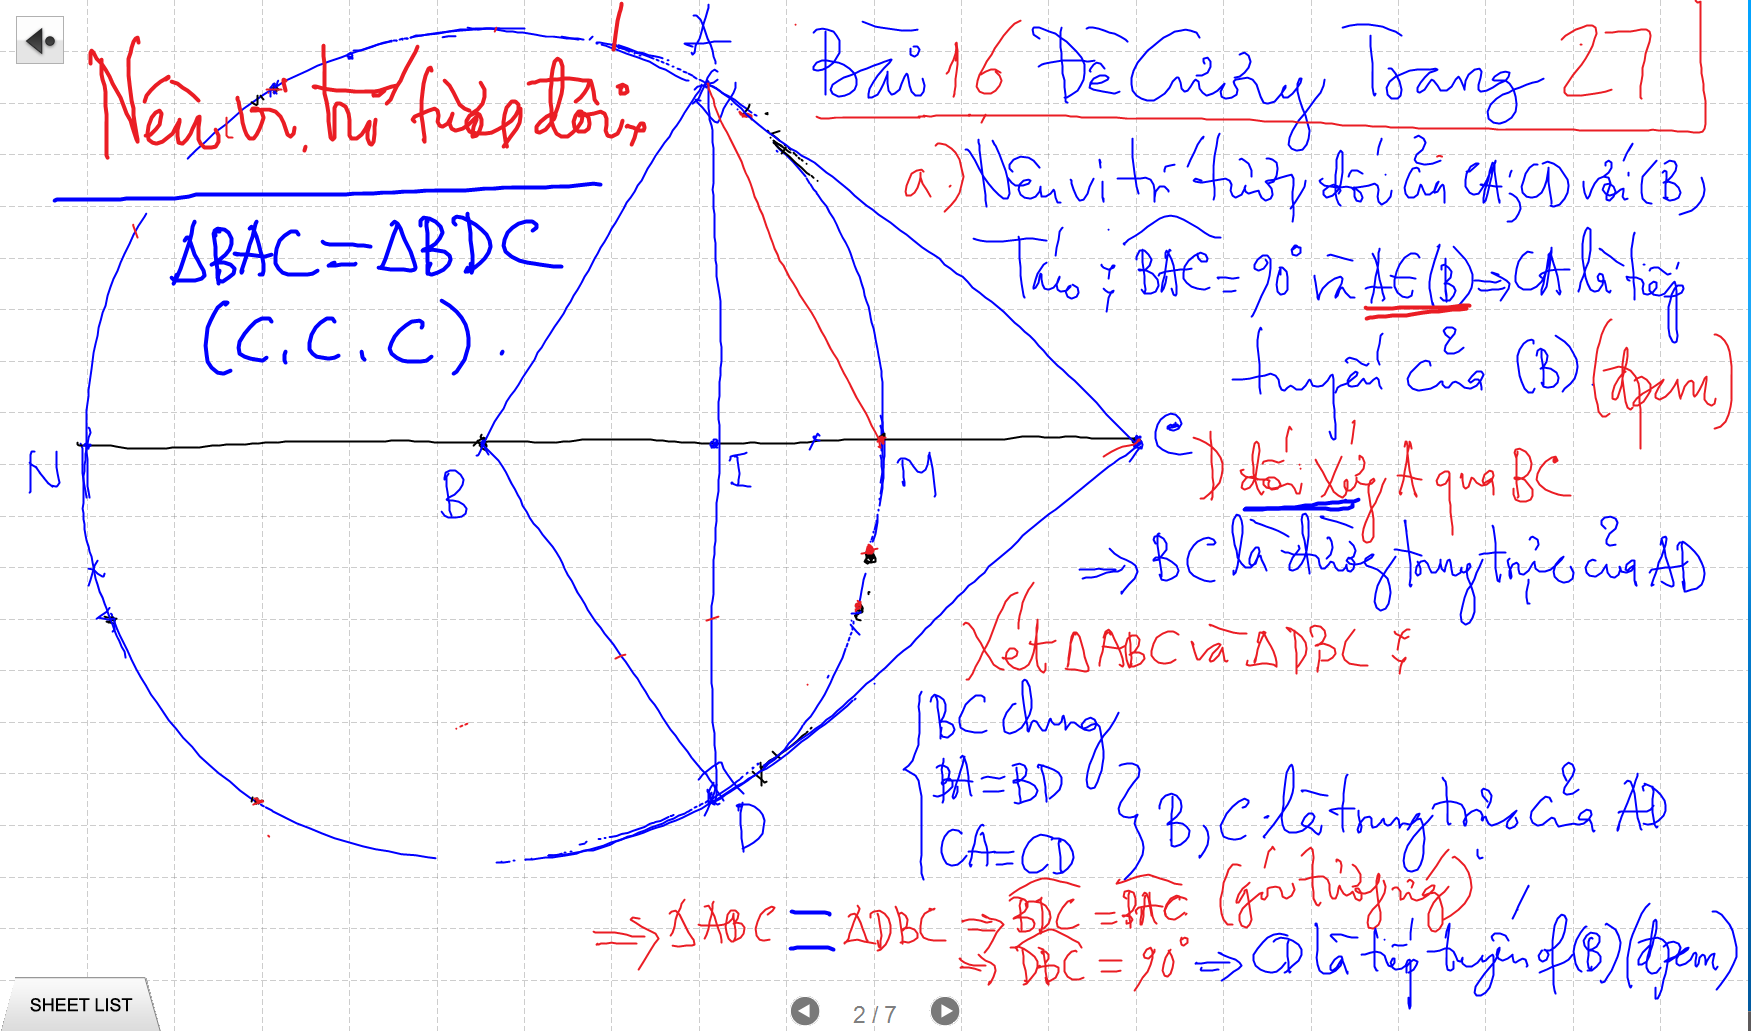 Bài 16 Đề Cương Trang 27
Nêu vị trí tương đối:
a.) Nêu vị trí tương đối của CA; CD với (B)
ΔBAC = ΔBDC
(C.C.C).
Ta có: BAC = 90° và A∈(B) => CA là tiếp
tuyến của (B) (đpcm)
A
N
B
I
M
C
D
D đối xứng A qua BC
=> BC là đường trung trực của AD
Xét ΔABC và ΔDBC:
BC chung
BA = BD
CA = CD
B, C là trung trực của AD
=> ΔABC = ΔDBC => BDC = BAC (góc tương ứng)
=> DBC = 90° => CD là tiếp tuyến of (B) (đpcm)
SHEET LIST
2 / 7